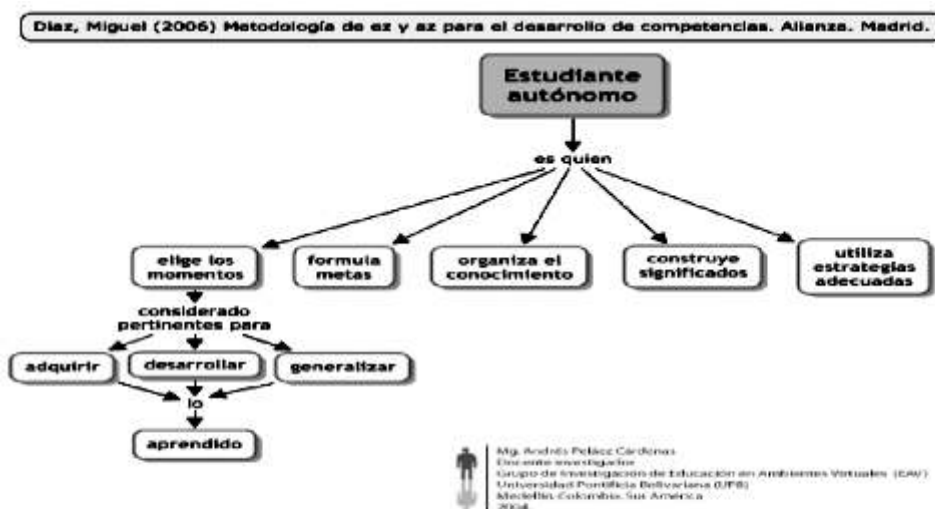 Diaz, Miguel (2006) Metodología de ez y az para el desarrollo de competencias. Alianza. Madrid.
Estudiante
autónomo
es quien
elige los
momentos
formula
metas
organiza el
conocimiento
construye
significados
utiliza
estrategias
adecuadas
considerado
pertinentes para
adquirir
desarrollar
generalizar
lo
aprendido
Mg. Andrés Peláez Cárdenas
Docente investigador
Grupo de Investigación de Educación en Ambientes Virtuales (EAV)
Universidad Pontificia Bolivariana (UPB)
Medellín, Colombia, Sur América
2004